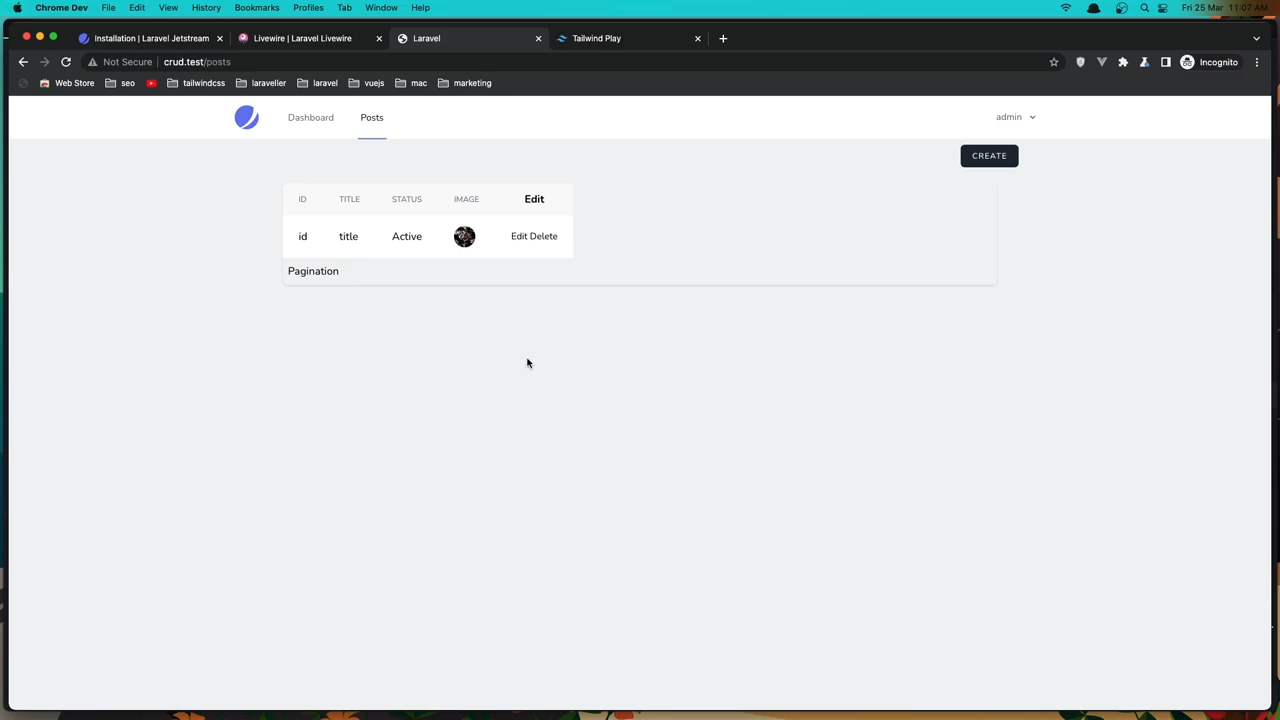 Chrome Dev File Edit View History Bookmarks Profiles Tab Window Help Fri 25 Mar 11:07 AM
Installation | Laravel Jetstream Livewire | Laravel Livewire Laravel Tailwind Play
Not Secure crud.test/posts Incognito
Web Store seo tailwindcss laraveller laravel vuejs mac marketing
Dashboard Posts admin
CREATE
ID TITLE STATUS IMAGE Edit
id title Active Edit Delete
Pagination